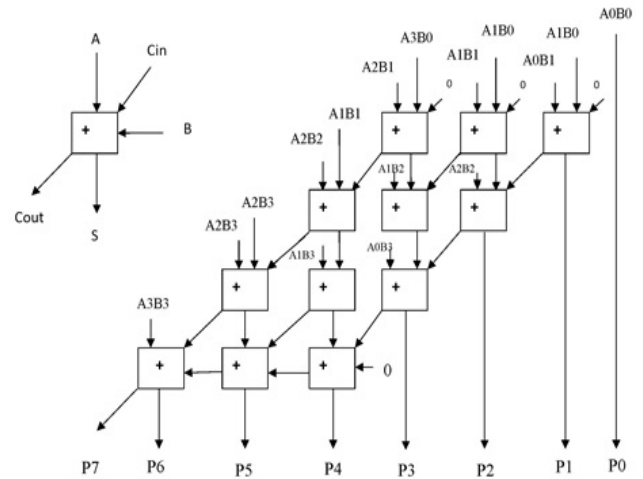 A0B0
A
Cin
A3B0
A1B0
A1B0
A2B1
A1B1
A0B1
0
0
0
+
B
+
+
+
A1B1
A2B2
A1B2
A2B2
Cout
S
+
+
+
A2B3
A2B3
A1B3
A0B3
+
+
+
A3B3
+
+
+
0
P7
P6
P5
P4
P3
P2
P1
P0